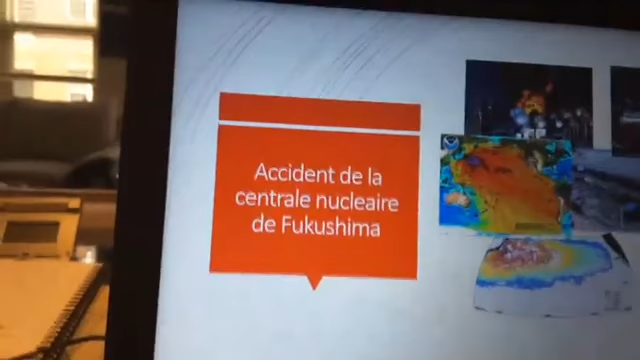 Accident de la
centrale nucleaire
de Fukushima